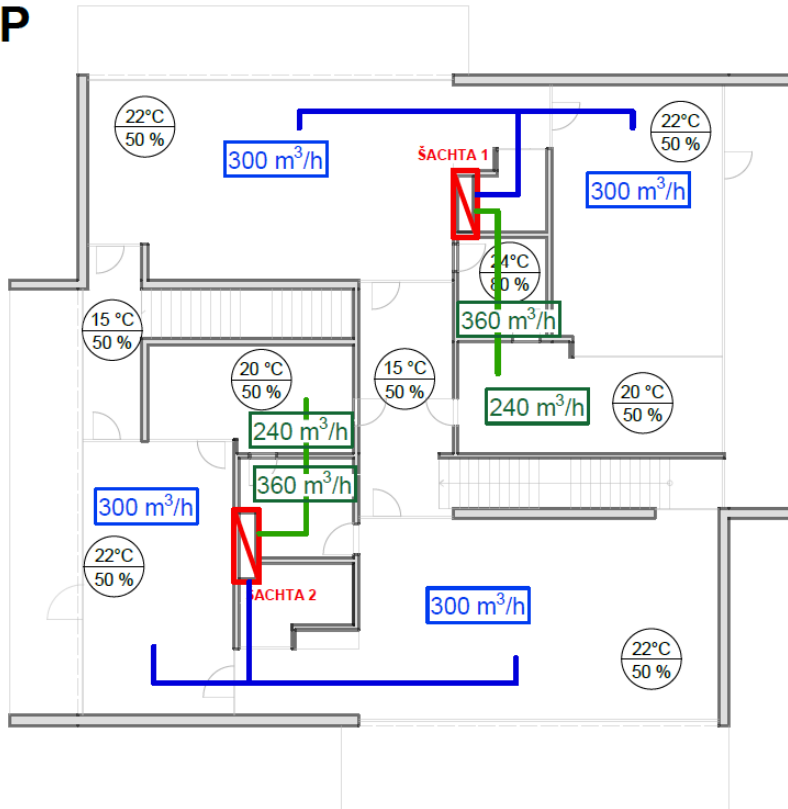 P
22°C
50 %
300 m³/h
ŠACHTA 1
22°C
50 %
300 m³/h
24°C
80 %
15 °C
50 %
360 m³/h
20 °C
50 %
15 °C
50 %
240 m³/h
20 °C
50 %
240 m³/h
360 m³/h
300 m³/h
22°C
50 %
ŠACHTA 2
300 m³/h
22°C
50 %